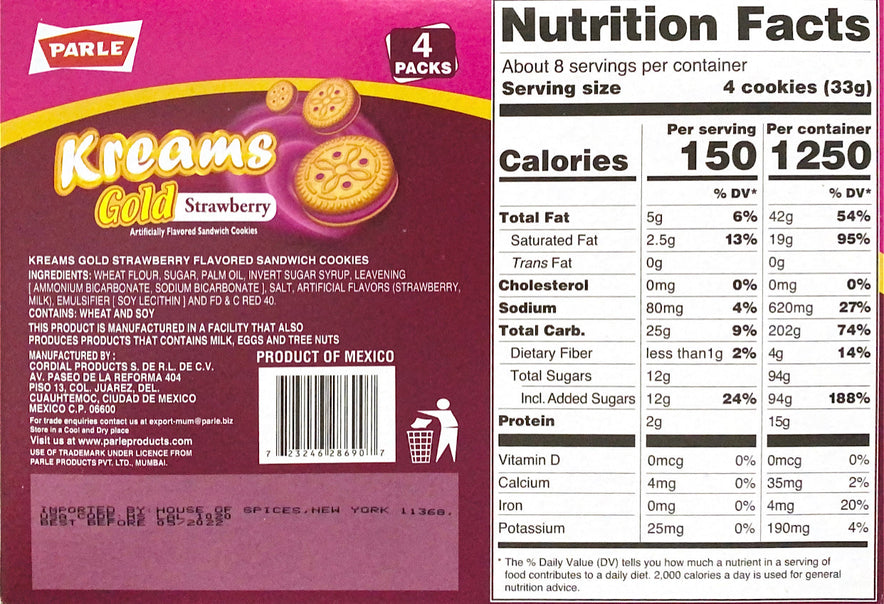 PARLE
4
PACKS
Kreams
Gold Strawberry
Artificially Flavored Sandwich Cookies
KREAMS GOLD STRAWBERRY FLAVORED SANDWICH COOKIES
INGREDIENTS: WHEAT FLOUR, SUGAR, PALM OIL, INVERT SUGAR SYRUP, LEAVENING
[ AMMONIUM BICARBONATE, SODIUM BICARBONATE ], SALT, ARTIFICIAL FLAVORS (STRAWBERRY,
MILK), EMULSIFIER [ SOY LECITHIN ] AND FD & C RED 40.
CONTAINS: WHEAT AND SOY
THIS PRODUCT IS MANUFACTURED IN A FACILITY THAT ALSO
PRODUCES PRODUCTS THAT CONTAINS MILK, EGGS AND TREE NUTS
MANUFACTURED BY :
CORDIAL PRODUCTS S. DE R.L. DE C.V.
AV. PASEO DE LA REFORMA 404
PISO 13, COL. JUAREZ, DEL.
CUAUHTEMOC, CIUDAD DE MEXICO
MEXICO C.P. 06600
For trade enquiries contact us at export-mum@parle.biz
Store in a Cool and Dry place
Visit us at www.parleproducts.com
USE OF TRADEMARK UNDER LICENCE FROM
PARLE PRODUCTS PVT. LTD., MUMBAI.
PRODUCT OF MEXICO
7 23246 28690 7
IMPORTED BY HOUSE OF SPICES, NEW YORK 11368.
BEST BEFORE
Nutrition Facts
About 8 servings per container
Serving size 4 cookies (33g)
Per serving Per container
Calories 150 1250
% DV* % DV*
Total Fat 5g 6% 42g 54%
Saturated Fat 2.5g 13% 19g 95%
Trans Fat 0g 0g
Cholesterol 0mg 0% 0mg 0%
Sodium 80mg 4% 620mg 27%
Total Carb. 25g 9% 202g 74%
Dietary Fiber less than1g 2% 4g 14%
Total Sugars 12g 94g
Incl. Added Sugars 12g 24% 94g 188%
Protein 2g 15g
Vitamin D 0mcg 0% 0mcg 0%
Calcium 4mg 0% 35mg 2%
Iron 0mg 0% 4mg 20%
Potassium 25mg 0% 190mg 4%
* The % Daily Value (DV) tells you how much a nutrient in a serving of
food contributes to a daily diet. 2,000 calories a day is used for general
nutrition advice.